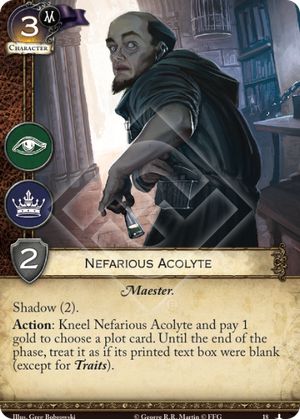 3
CHARACTER
2
NEFARIOUS ACOLYTE
Maester.
Shadow (2).
Action: Kneel Nefarious Acolyte and pay 1
gold to choose a plot card. Until the end of
the phase, treat it as if its printed text box were blank
(except for Traits).
Illus. Greg Bobrowski © George R.R. Martin © FFG 18